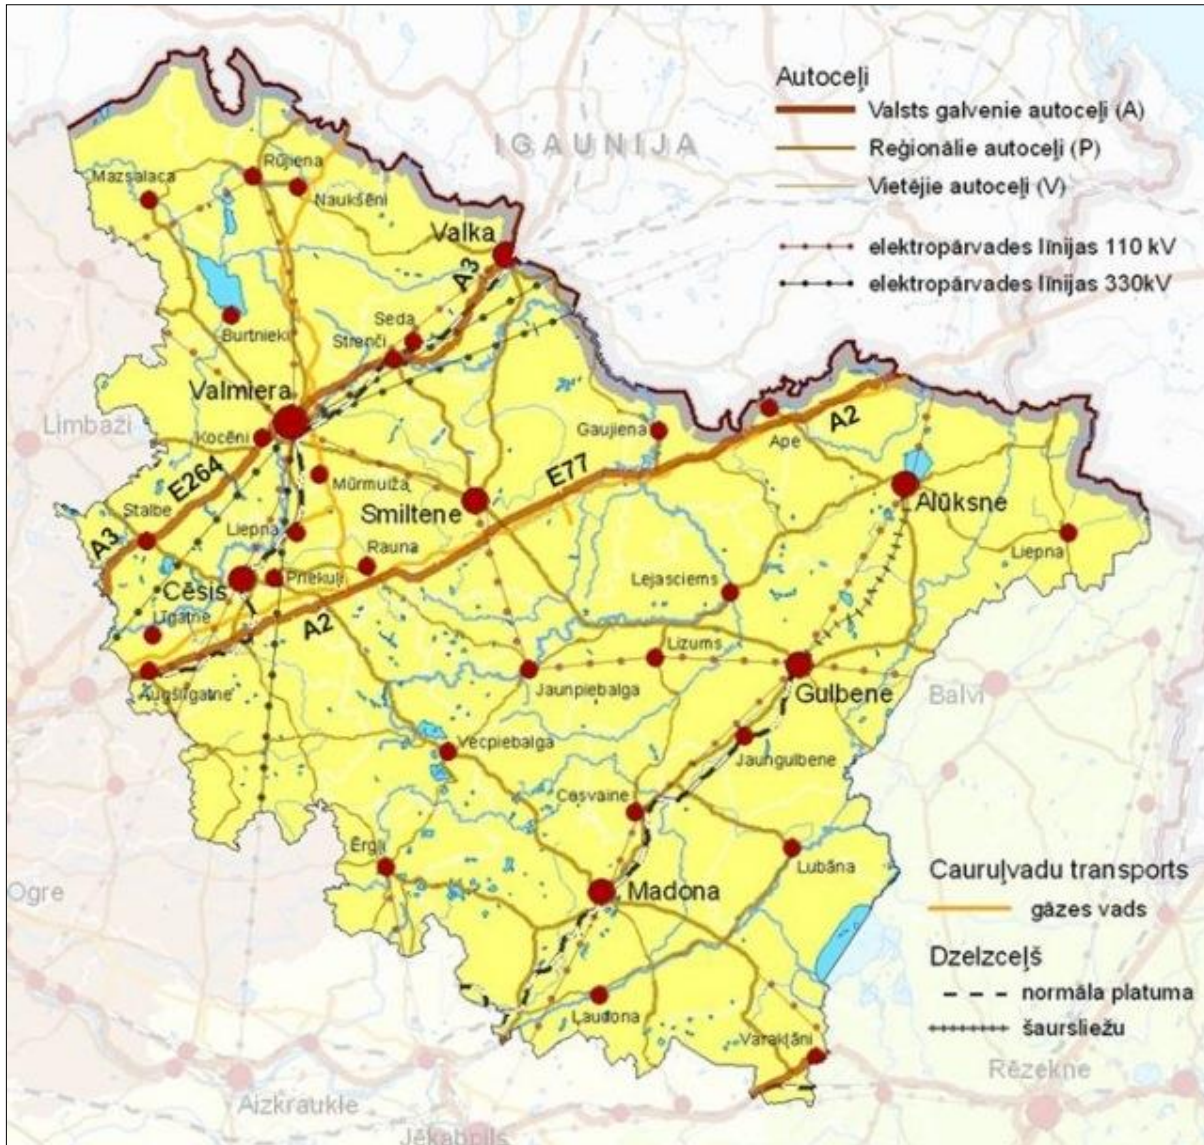 Autoceļi
Valsts galvenie autoceļi (A)
Reģionālie autoceļi (P)
Vietējie autoceļi (V)
elektropārvades līnijas 110 kV
elektropārvades līnijas 330kV
IGAUNIJA
Rūjiena
Mazsalaca
Naukšēni
Valka
A3
Seda
Burtnieki
Strenči
Valmiera
Limbaži
Kocēni
Gaujiena
Ape
A2
E264
E77
Mūrmuiža
Smiltene
Alūksne
Stalbe
Liepna
A3
Rauna
Liepna
Cēsis
Priekuļi
Lejasciems
Līgatne
A2
Lizums
Augšlīgatne
Jaunpiebalga
Gulbene
Balvi
Vecpiebalga
Jaungulbene
Cesvaine
Ērgļi
Lubāna
Ogre
Madona
Cauruļvadu transports
gāzes vads
Dzelzceļš
normāla platuma
šaursliežu
Ļaudona
Varakļāni
Rēzekne
Aizkraukle
Jēkabpils